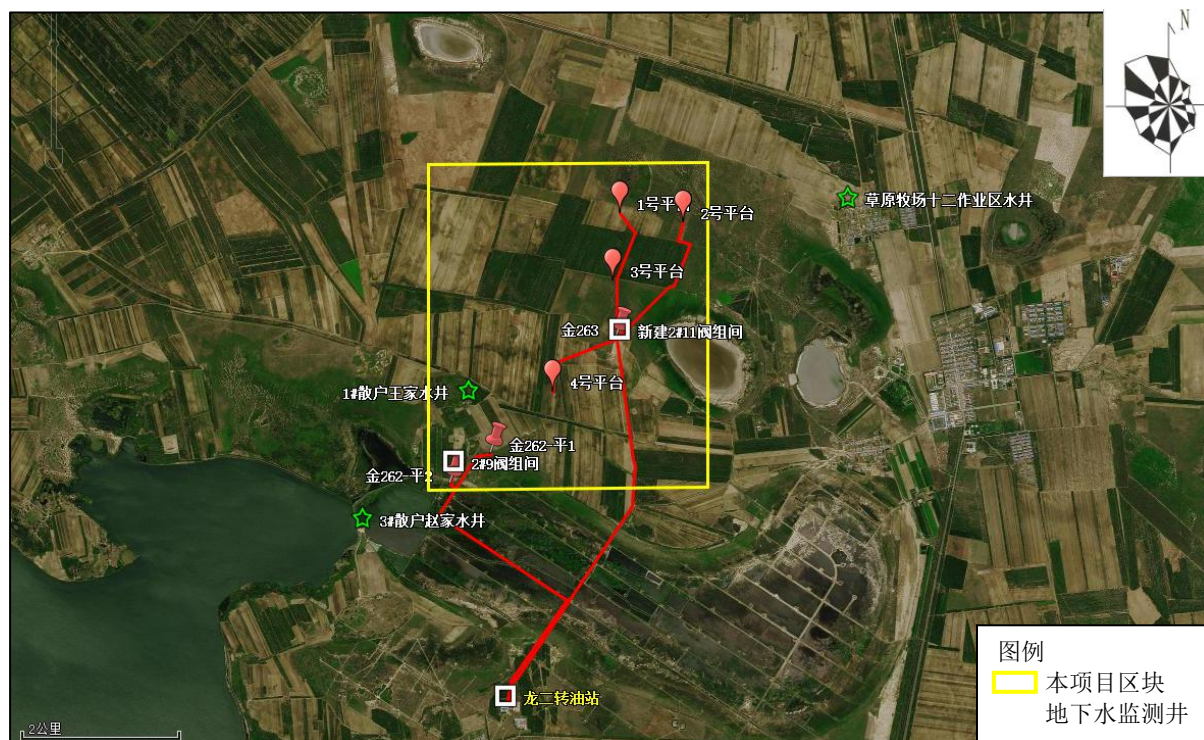 N
1号平
2号平台
草原牧场十二作业区水井
3号平台
金263
新建2#11阀组间
4号平台
1#散户王家水井
金262-平1
2#9阀组间
金262-平2
3#散户赵家水井
龙二转油站
2公里
图例
本项目区块
地下水监测井